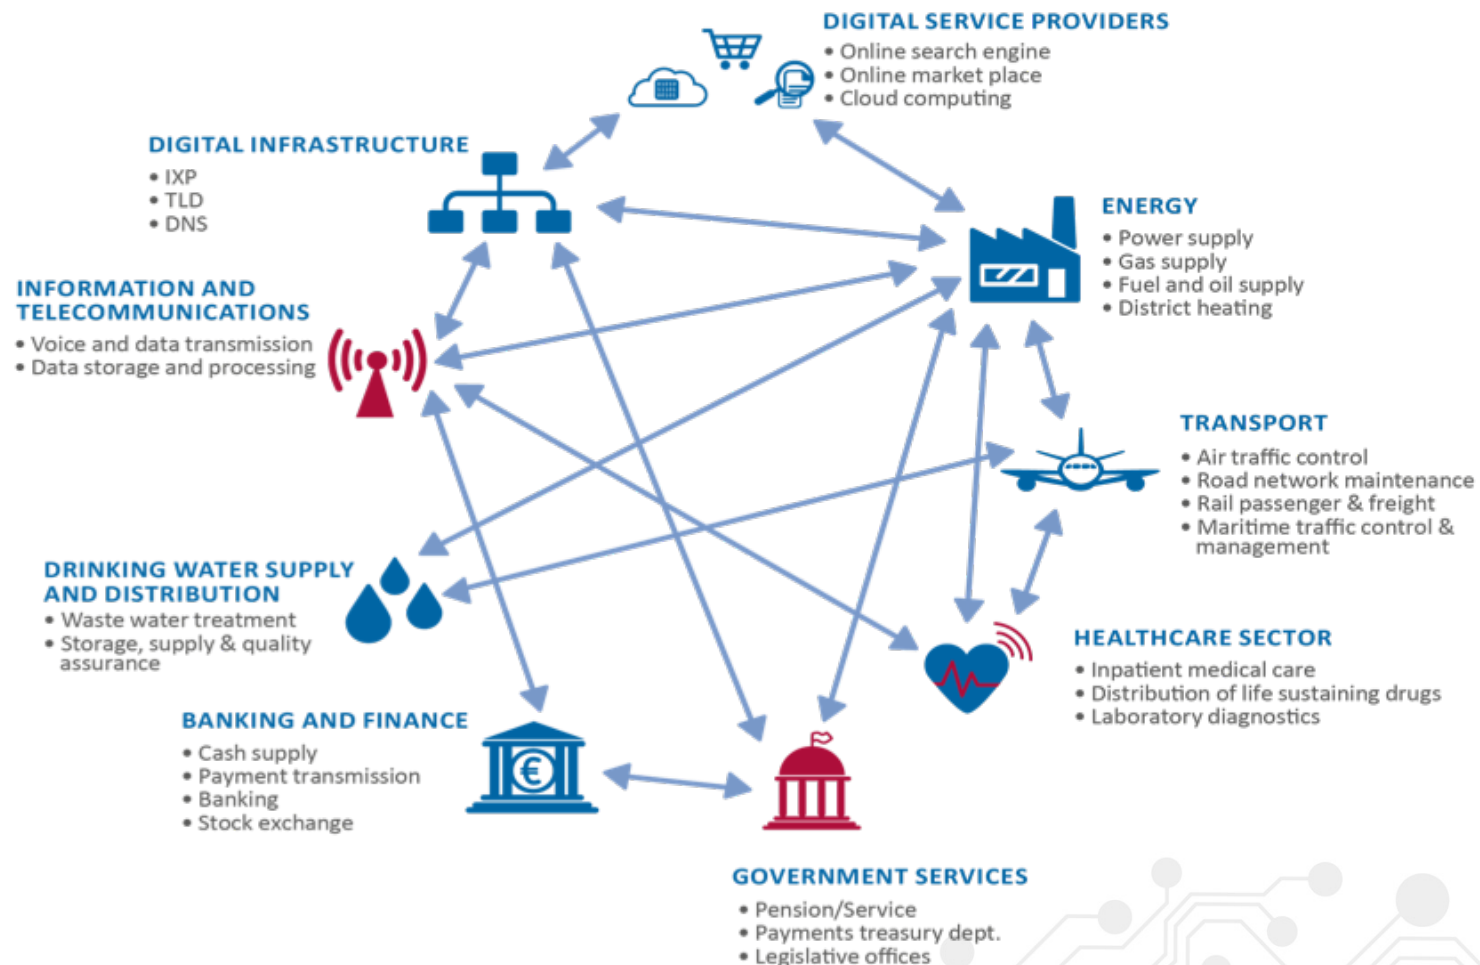 DIGITAL SERVICE PROVIDERS
• Online search engine
• Online market place
• Cloud computing
DIGITAL INFRASTRUCTURE
• IXP
• TLD
• DNS
ENERGY
• Power supply
• Gas supply
• Fuel and oil supply
• District heating
INFORMATION AND
TELECOMMUNICATIONS
• Voice and data transmission
• Data storage and processing
TRANSPORT
• Air traffic control
• Road network maintenance
• Rail passenger & freight
• Maritime traffic control &
management
DRINKING WATER SUPPLY
AND DISTRIBUTION
• Waste water treatment
• Storage, supply & quality
assurance
HEALTHCARE SECTOR
• Inpatient medical care
• Distribution of life sustaining drugs
• Laboratory diagnostics
BANKING AND FINANCE
• Cash supply
• Payment transmission
• Banking
• Stock exchange
€
GOVERNMENT SERVICES
• Pension/Service
• Payments treasury dept.
• Legislative offices